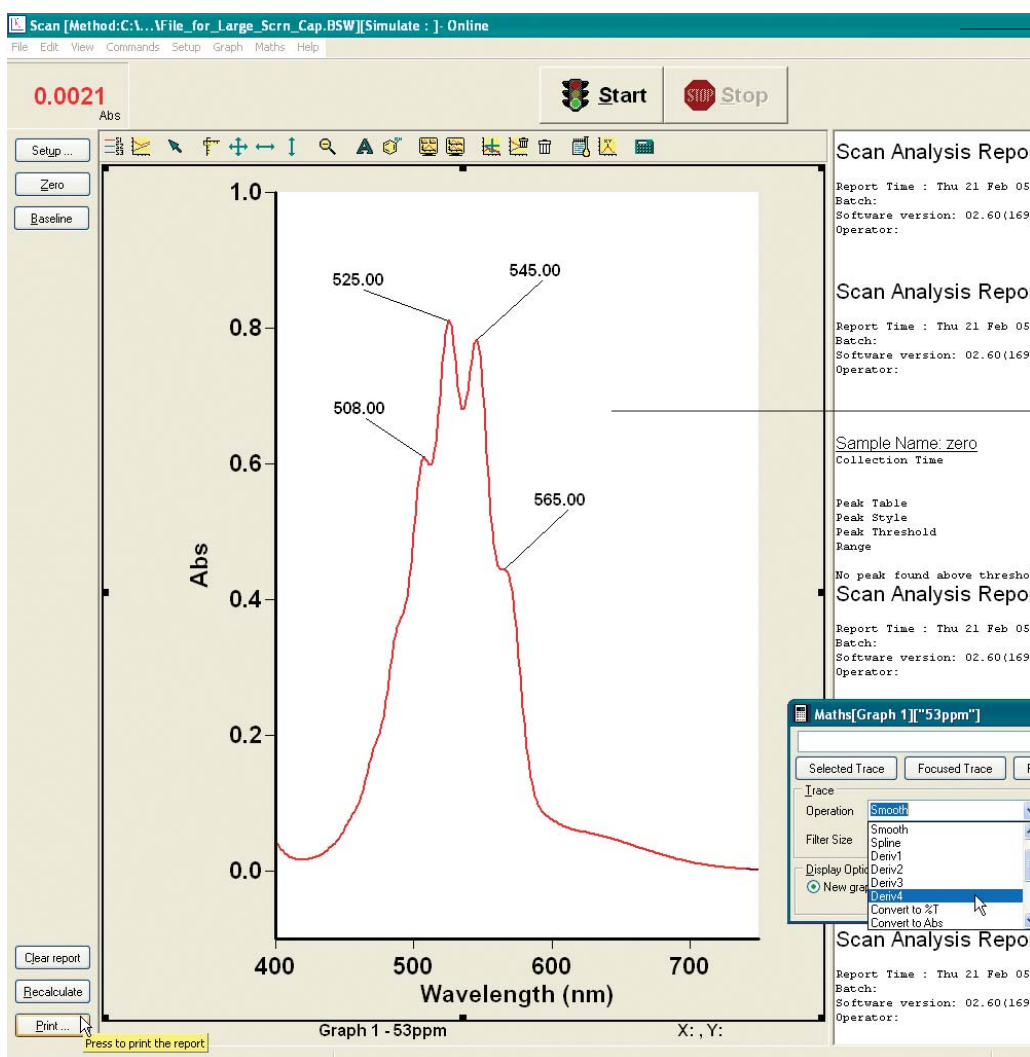 Scan [Method:C:\...\File_for_Large_Scrn_Cap.BSW][Simulate : ]- Online
File Edit View Commands Setup Graph Maths Help
0.0021
Abs
Start
STOP Stop
Setup ...
Zero
Baseline
1.0
0.8
0.6
0.4
0.2
0.0
Abs
525.00
545.00
508.00
565.00
400 500 600 700
Wavelength (nm)
Graph 1 - 53ppm X: , Y:
Clear report
Recalculate
Print ...
Press to print the report
Scan Analysis Repo
Report Time : Thu 21 Feb 05
Batch:
Software version: 02.60(169
Operator:
Scan Analysis Repo
Report Time : Thu 21 Feb 05
Batch:
Software version: 02.60(169
Operator:
Sample Name: zero
Collection Time
Peak Table
Peak Style
Peak Threshold
Range
No peak found above thresho
Scan Analysis Repo
Report Time : Thu 21 Feb 05
Batch:
Software version: 02.60(169
Operator:
Maths[Graph 1]["53ppm"]
Selected Trace Focused Trace
Trace
Operation Smooth
Filter Size
Smooth
Spline
Deriv1
Deriv2
Deriv3
Deriv4
Convert to %T
Convert to Abs
Display Optio
New gra
Scan Analysis Repo
Report Time : Thu 21 Feb 05
Batch:
Software version: 02.60(169
Operator: